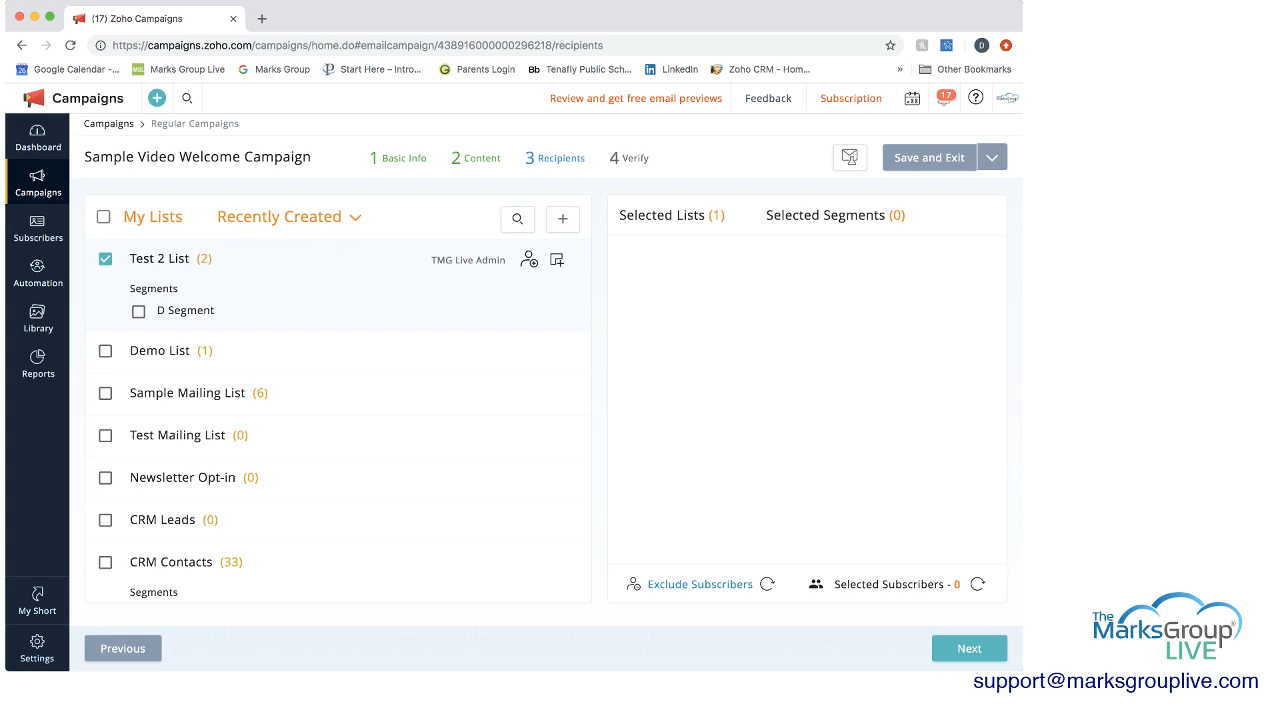 (17) Zoho Campaigns
https://campaigns.zoho.com/campaigns/home.do#emailcampaign/438916000000296218/recipients
D
26 Google Calendar -... MGL Marks Group Live Marks Group Start Here – Intro... Parents Login Bb Tenafly Public Sch... LinkedIn Zoho CRM - Hom... » Other Bookmarks
Campaigns
Review and get free email previews Feedback Subscription 17
Campaigns > Regular Campaigns
Sample Video Welcome Campaign 1 Basic Info 2 Content 3 Recipients 4 Verify Save and Exit
Dashboard
Campaigns
Subscribers
Automation
Library
Reports
My Short
Settings
My Lists Recently Created
Test 2 List (2) TMG Live Admin
Segments
D Segment
Demo List (1)
Sample Mailing List (6)
Test Mailing List (0)
Newsletter Opt-in (0)
CRM Leads (0)
CRM Contacts (33)
Segments
Selected Lists (1) Selected Segments (0)
Exclude Subscribers Selected Subscribers - 0
Previous Next
The
MarksGroup®
LIVE
support@marksgrouplive.com